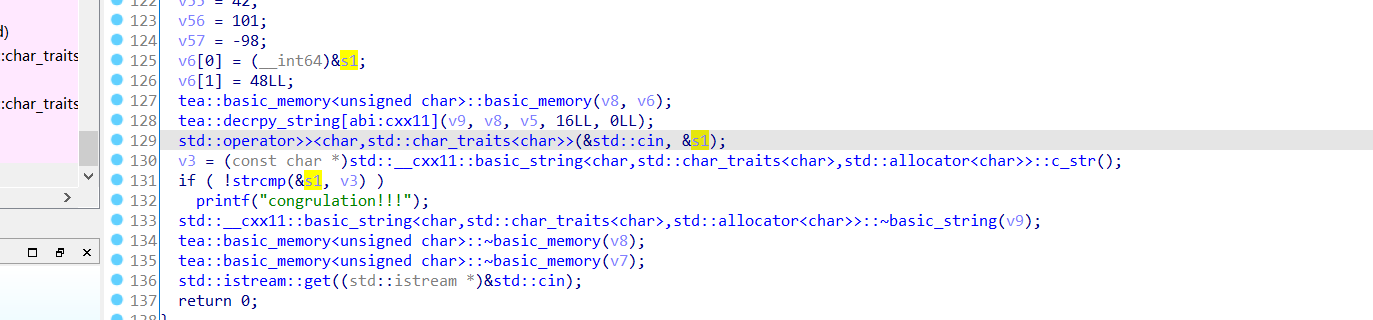 122 v55 = 42;
d)
123 v56 = 101;
124 v57 = -98;
::char_traits
125 v6[0] = (__int64)&s1;
126 v6[1] = 48LL;
::char_traits
127 tea::basic_memory<unsigned char>::basic_memory(v8, v6);
128 tea::decrpy_string[abi:cxx11](v9, v8, v5, 16LL, 0LL);
129 std::operator>><char,std::char_traits<char>>(&std::cin, &s1);
130 v3 = (const char *)std::__cxx11::basic_string<char,std::char_traits<char>,std::allocator<char>>::c_str();
131 if ( !strcmp(&s1, v3) )
132 printf("congrulation!!!");
133 std::__cxx11::basic_string<char,std::char_traits<char>,std::allocator<char>>::~basic_string(v9);
134 tea::basic_memory<unsigned char>::~basic_memory(v8);
135 tea::basic_memory<unsigned char>::~basic_memory(v7);
136 std::istream::get((std::istream *)&std::cin);
137 return 0;
138 }